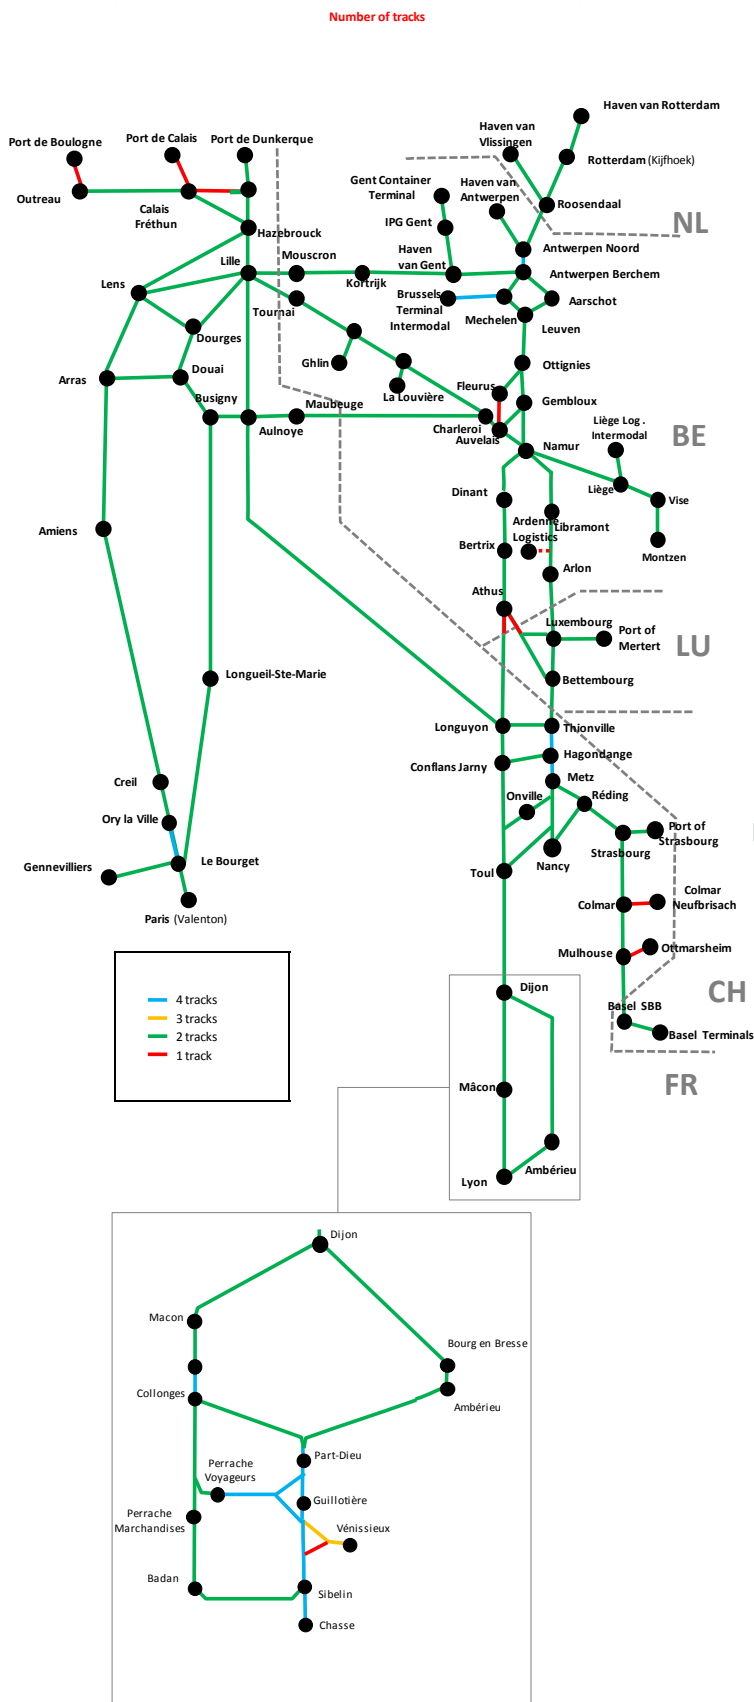 Number of tracks
Haven van Rotterdam
Port de Boulogne
Port de Calais
Port de Dunkerque
Haven van
Vlissingen
Rotterdam (Kijfhoek)
Gent Container
Terminal
Haven van
Antwerpen
Outreau
Calais
Fréthun
Roosendaal
IPG Gent
NL
Hazebrouck
Antwerpen Noord
Mouscron
Haven
van Gent
Lille
Kortrijk
Antwerpen Berchem
Lens
Brussels
Terminal
Intermodal
Aarschot
Tournai
Mechelen
Leuven
Dourges
Ghlin
Ottignies
Douai
Arras
Fleurus
La Louvière
Busigny
Maubeuge
Gembloux
Aulnoye
Charleroi
Auvelais
Liège Log .
Intermodal
BE
Namur
Liège
Dinant
Vise
Ardenne
Logistics
Libramont
Amiens
Bertrix
Montzen
Arlon
Athus
Luxembourg
Port of
Mertert
LU
Longueil-Ste-Marie
Bettembourg
Longuyon
Thionville
Hagondange
Conflans Jarny
Metz
Creil
Onville
Réding
Ory la Ville
Port of
Strasbourg
Strasbourg
Le Bourget
Nancy
Gennevilliers
Toul
Colmar
Neufbrisach
Colmar
Paris (Valenton)
Mulhouse
Ottmarsheim
Dijon
CH
4 tracks
3 tracks
2 tracks
1 track
Basel SBB
Basel Terminals
FR
Mâcon
Ambérieu
Lyon
Dijon
Macon
Bourg en Bresse
Collonges
Ambérieu
Part-Dieu
Perrache
Voyageurs
Guillotière
Perrache
Marchandises
Vénissieux
Badan
Sibelin
Chasse